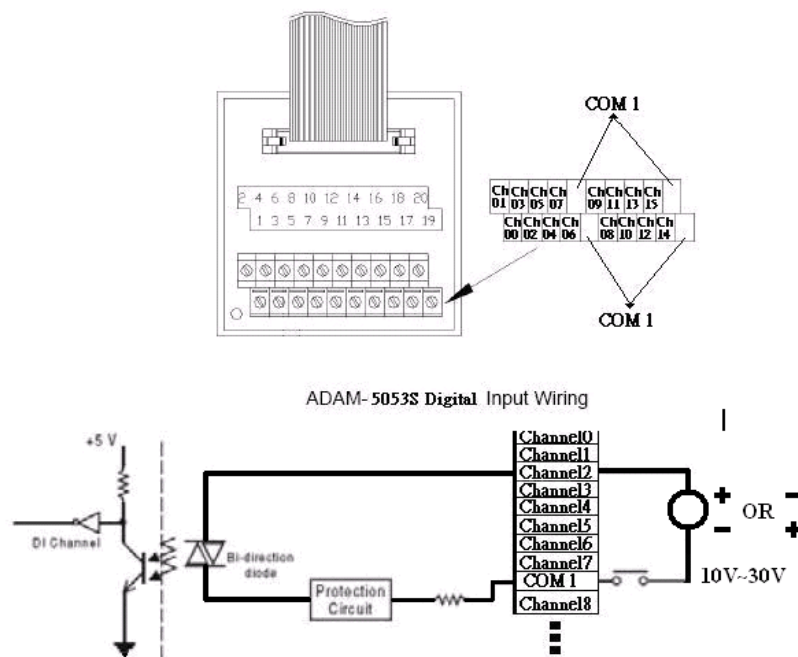 COM 1
Ch 01 Ch 03 Ch 05 Ch 07 Ch 09 Ch 11 Ch 13 Ch 15
Ch 00 Ch 02 Ch 04 Ch 06 Ch 08 Ch 10 Ch 12 Ch 14
2 4 6 8 10 12 14 16 18 20
1 3 5 7 9 11 13 15 17 19
COM 1
ADAM-5053S Digital Input Wiring
+5 V
DI Channel
Bi-direction
diode
Protection
Circuit
Channel0
Channel1
Channel2
Channel3
Channel4
Channel5
Channel6
Channel7
COM 1
Channel8
+ OR −
− +
10V~30V